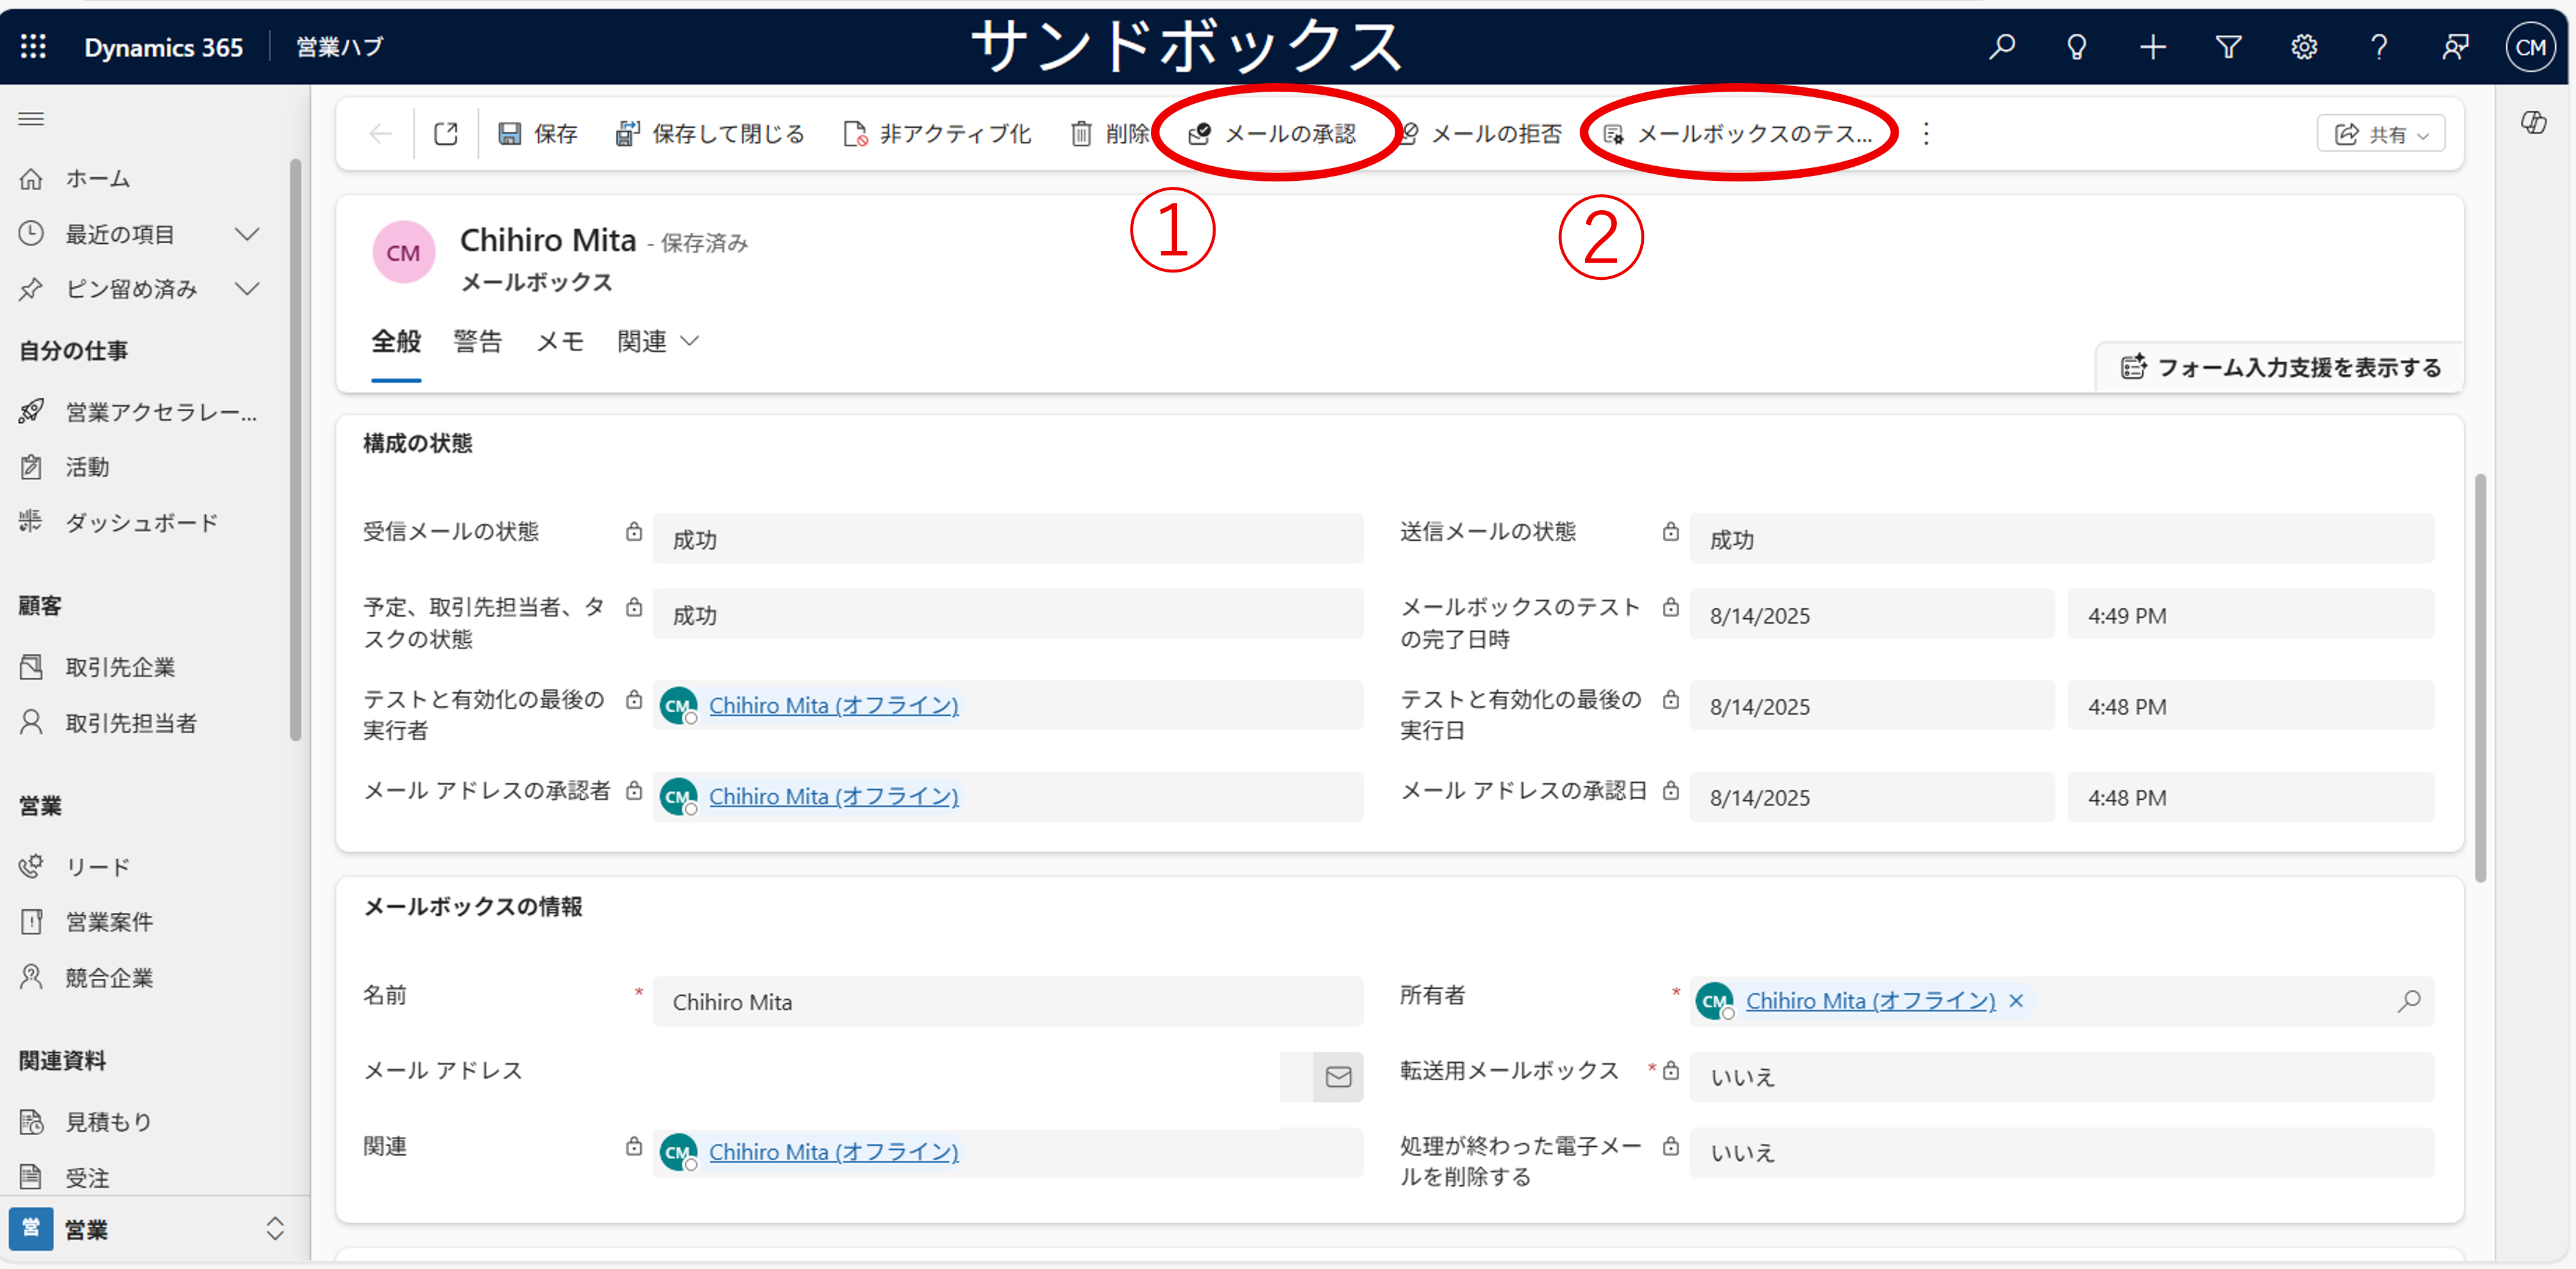 Dynamics 365
営業ハブ
サンドボックス
CM
保存
保存して閉じる
非アクティブ化
削除
メールの承認
メールの拒否
メールボックスのテス...
共有
①
②
ホーム
最近の項目
ピン留め済み
自分の仕事
営業アクセラレー...
活動
ダッシュボード
顧客
取引先企業
取引先担当者
営業
リード
営業案件
競合企業
関連資料
見積もり
受注
営
営業
CM
Chihiro Mita - 保存済み
メールボックス
全般
警告
メモ
関連
フォーム入力支援を表示する
構成の状態
受信メールの状態
成功
送信メールの状態
成功
予定、取引先担当者、タ
スクの状態
成功
メールボックスのテスト
の完了日時
8/14/2025
4:49 PM
テストと有効化の最後の
実行者
CM
Chihiro Mita (オフライン)
テストと有効化の最後の
実行日
8/14/2025
4:48 PM
メール アドレスの承認者
CM
Chihiro Mita (オフライン)
メール アドレスの承認日
8/14/2025
4:48 PM
メールボックスの情報
名前
*
Chihiro Mita
所有者
*
CM
Chihiro Mita (オフライン)
メール アドレス
転送用メールボックス
*
いいえ
関連
CM
Chihiro Mita (オフライン)
処理が終わった電子メー
ルを削除する
いいえ